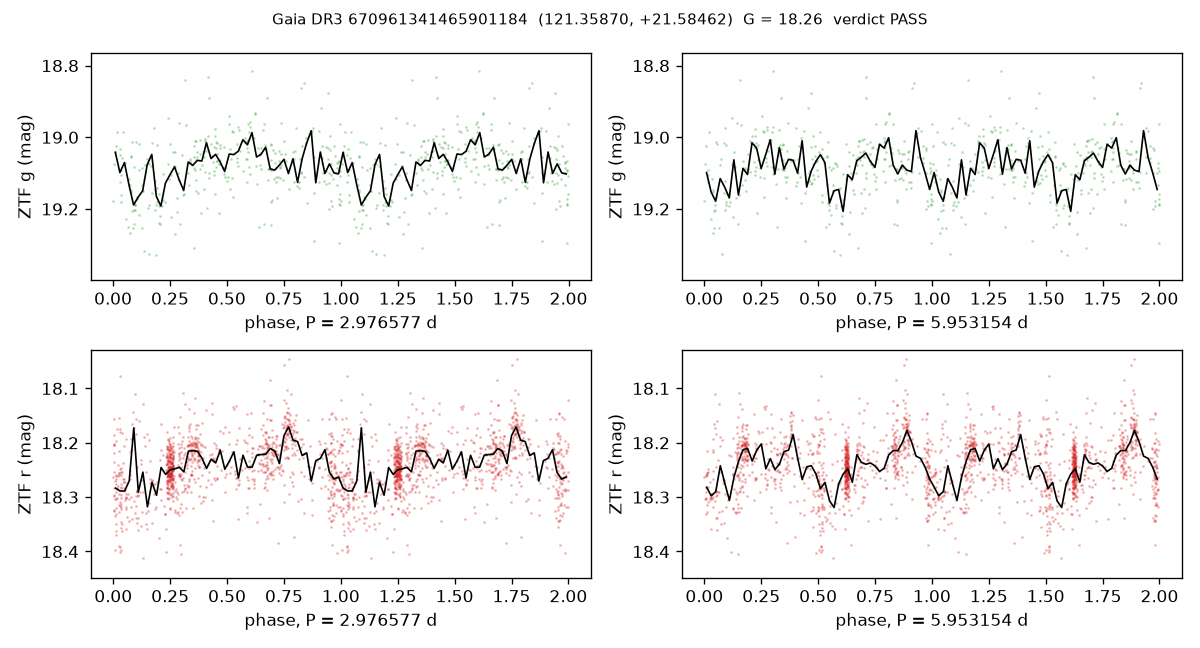 Gaia DR3 670961341465901184 (121.35870, +21.58462) G = 18.26 verdict PASS
ZTF g (mag)
18.8
19.0
19.2
0.00 0.25 0.50 0.75 1.00 1.25 1.50 1.75 2.00
phase, P = 2.976577 d
ZTF g (mag)
18.8
19.0
19.2
0.00 0.25 0.50 0.75 1.00 1.25 1.50 1.75 2.00
phase, P = 5.953154 d
ZTF r (mag)
18.1
18.2
18.3
18.4
0.00 0.25 0.50 0.75 1.00 1.25 1.50 1.75 2.00
phase, P = 2.976577 d
ZTF r (mag)
18.1
18.2
18.3
18.4
0.00 0.25 0.50 0.75 1.00 1.25 1.50 1.75 2.00
phase, P = 5.953154 d